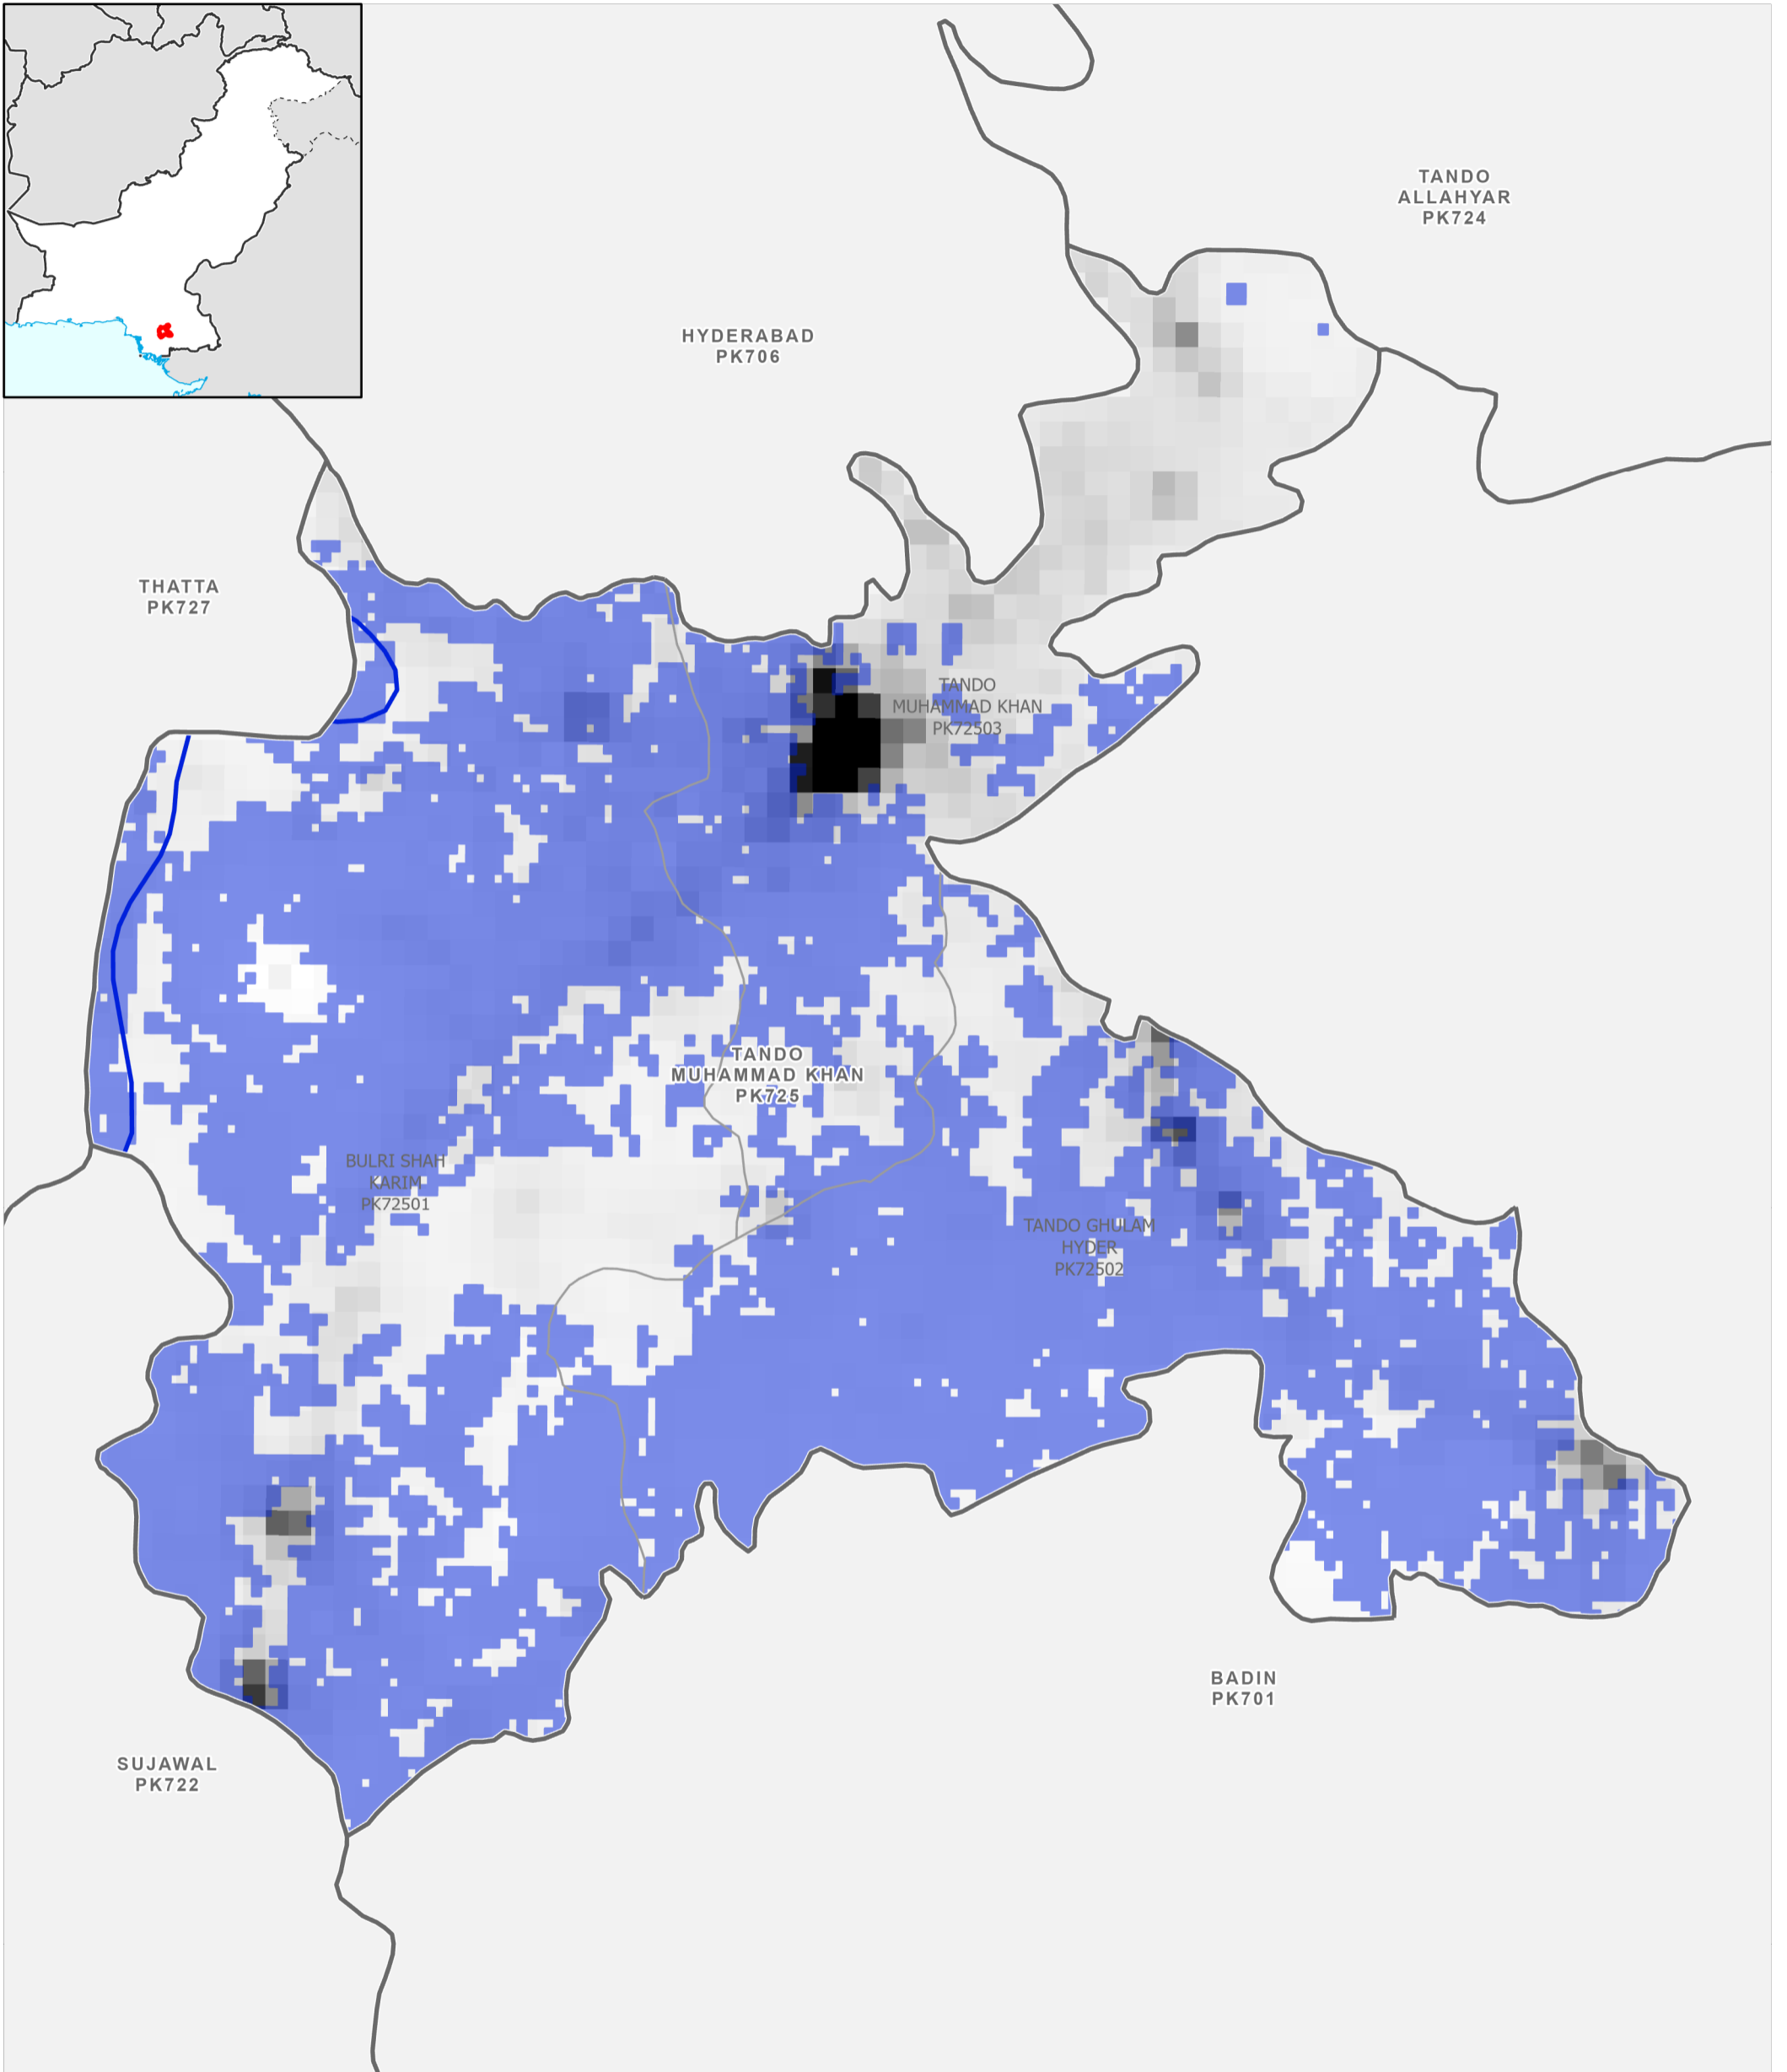 TANDO
ALLAHYAR
PK724
HYDERABAD
PK706
THATTA
PK727
TANDO
MUHAMMAD KHAN
PK72503
TANDO
MUHAMMAD KHAN
PK725
BULRI SHAH
KARIM
PK72501
TANDO GHULAM
HYDER
PK72502
BADIN
PK701
SUJAWAL
PK722